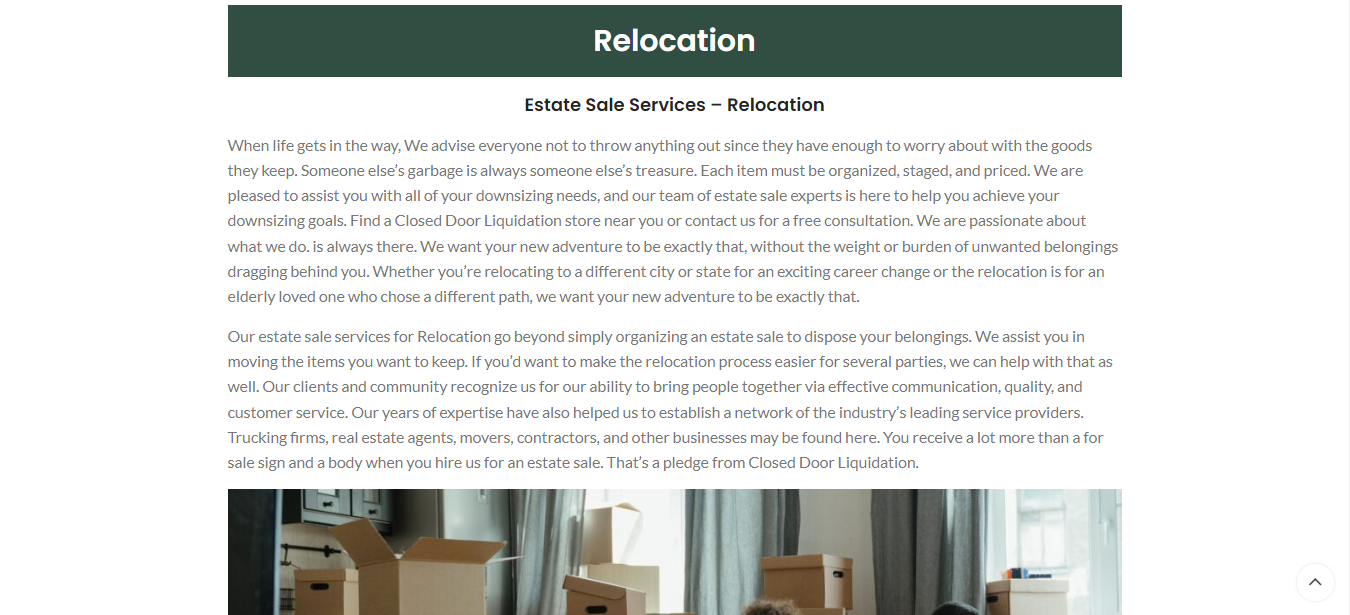 Relocation
Estate Sale Services – Relocation
When life gets in the way, We advise everyone not to throw anything out since they have enough to worry about with the goods
they keep. Someone else’s garbage is always someone else’s treasure. Each item must be organized, staged, and priced. We are
pleased to assist you with all of your downsizing needs, and our team of estate sale experts is here to help you achieve your
downsizing goals. Find a Closed Door Liquidation store near you or contact us for a free consultation. We are passionate about
what we do. is always there. We want your new adventure to be exactly that, without the weight or burden of unwanted belongings
dragging behind you. Whether you’re relocating to a different city or state for an exciting career change or the relocation is for an
elderly loved one who chose a different path, we want your new adventure to be exactly that.
Our estate sale services for Relocation go beyond simply organizing an estate sale to dispose your belongings. We assist you in
moving the items you want to keep. If you’d want to make the relocation process easier for several parties, we can help with that as
well. Our clients and community recognize us for our ability to bring people together via effective communication, quality, and
customer service. Our years of expertise have also helped us to establish a network of the industry’s leading service providers.
Trucking firms, real estate agents, movers, contractors, and other businesses may be found here. You receive a lot more than a for
sale sign and a body when you hire us for an estate sale. That’s a pledge from Closed Door Liquidation.